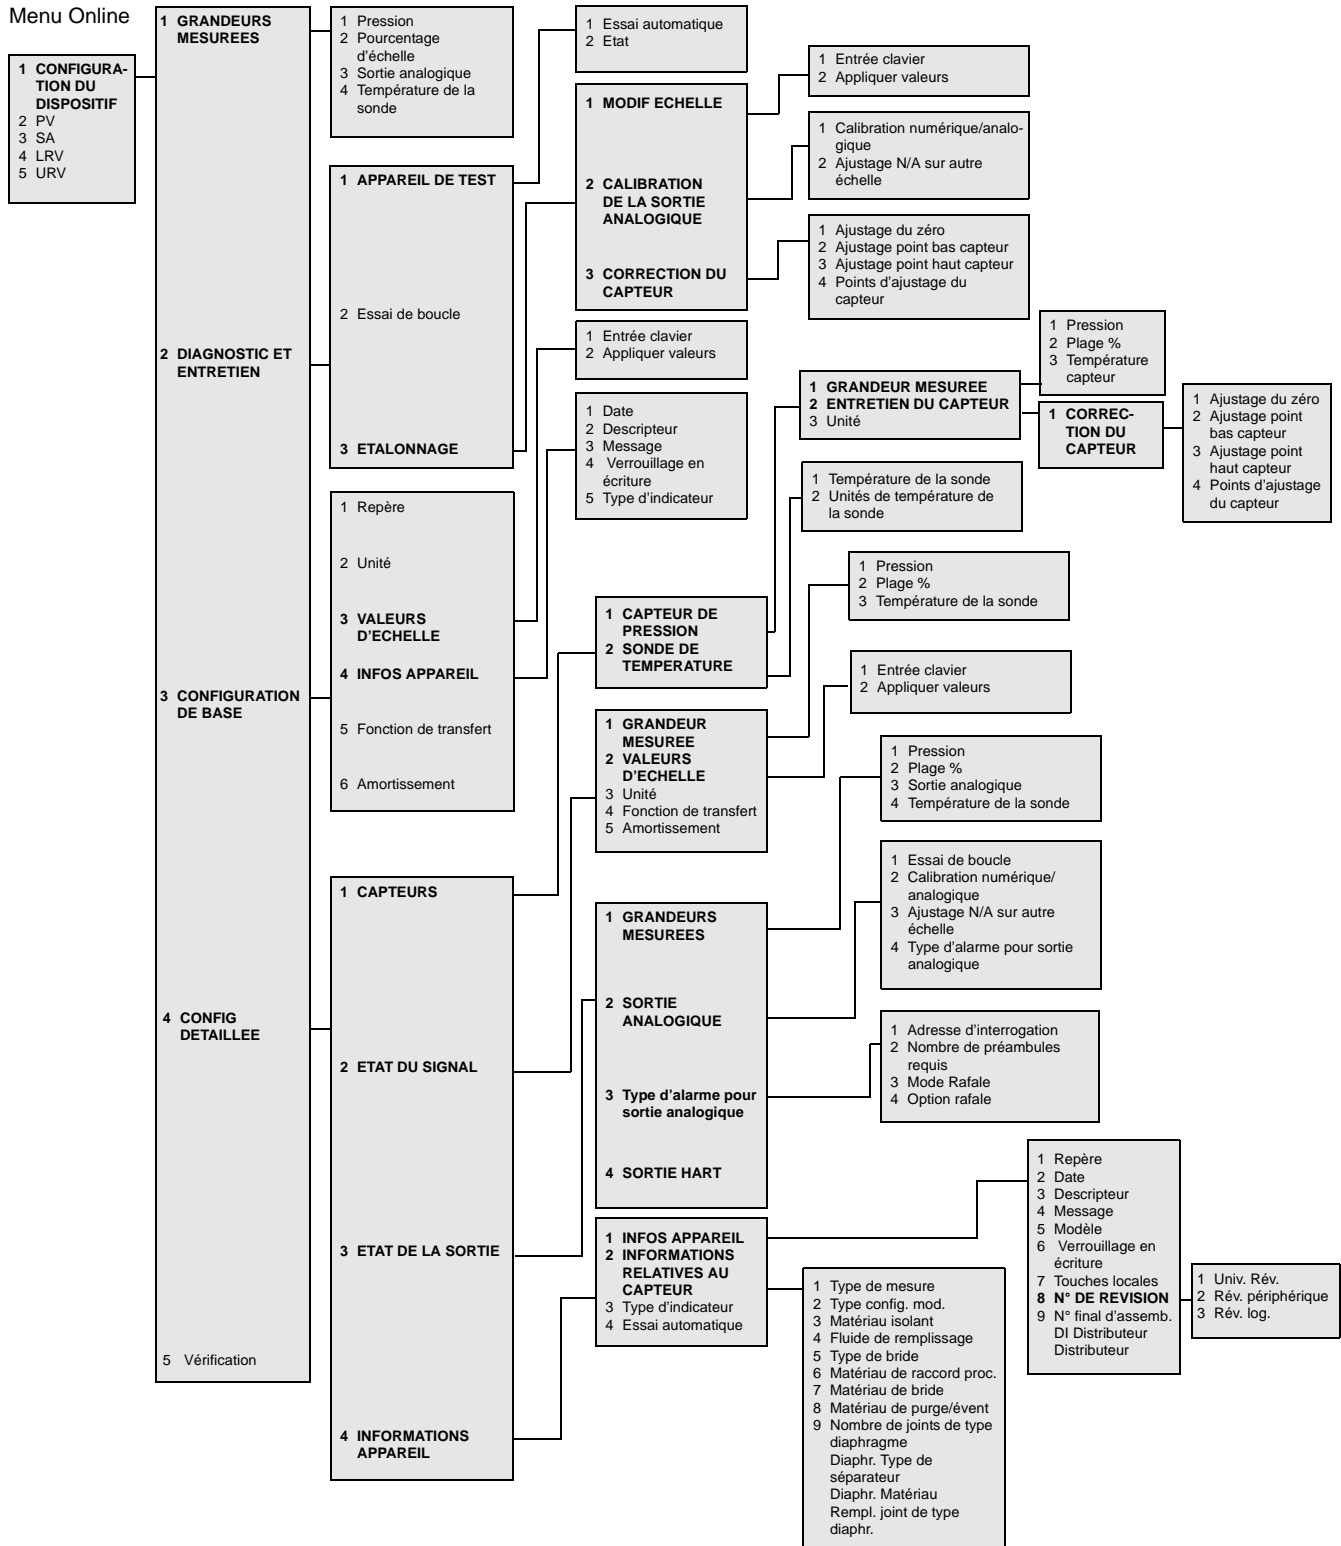 Menu Online
1 CONFIGURA-
TION DU
DISPOSITIF
2 PV
3 SA
4 LRV
5 URV
1 GRANDEURS
MESUREES
2 DIAGNOSTIC ET
ENTRETIEN
3 CONFIGURATION
DE BASE
4 CONFIG
DETAILLEE
5 Vérification
1 Pression
2 Pourcentage
d'échelle
3 Sortie analogique
4 Température de la
sonde
1 APPAREIL DE TEST
2 Essai de boucle
3 ETALONNAGE
1 Repère
2 Unité
3 VALEURS
D'ECHELLE
4 INFOS APPAREIL
5 Fonction de transfert
6 Amortissement
1 CAPTEURS
2 ETAT DU SIGNAL
3 ETAT DE LA SORTIE
4 INFORMATIONS
APPAREIL
1 Essai automatique
2 Etat
1 MODIF ECHELLE
2 CALIBRATION
DE LA SORTIE
ANALOGIQUE
3 CORRECTION DU
CAPTEUR
1 Entrée clavier
2 Appliquer valeurs
1 Date
2 Descripteur
3 Message
4 Verrouillage en
écriture
5 Type d'indicateur
1 CAPTEUR DE
PRESSION
2 SONDE DE
TEMPERATURE
1 GRANDEUR
MESUREE
2 VALEURS
D'ECHELLE
3 Unité
4 Fonction de transfert
5 Amortissement
1 GRANDEURS
MESUREES
2 SORTIE
ANALOGIQUE
3 Type d'alarme pour
sortie analogique
4 SORTIE HART
1 INFOS APPAREIL
2 INFORMATIONS
RELATIVES AU
CAPTEUR
3 Type d'indicateur
4 Essai automatique
1 Entrée clavier
2 Appliquer valeurs
1 Calibration numérique/analo-
gique
2 Ajustage N/A sur autre
échelle
1 Ajustage du zéro
2 Ajustage point bas capteur
3 Ajustage point haut capteur
4 Points d'ajustage du
capteur
1 GRANDEUR MESUREE
2 ENTRETIEN DU CAPTEUR
3 Unité
1 Température de la sonde
2 Unités de température de
la sonde
1 Pression
2 Plage %
3 Température de la sonde
1 Entrée clavier
2 Appliquer valeurs
1 Pression
2 Plage %
3 Sortie analogique
4 Température de la sonde
1 Essai de boucle
2 Calibration numérique/
analogique
3 Ajustage N/A sur autre
échelle
4 Type d'alarme pour sortie
analogique
1 Adresse d'interrogation
2 Nombre de préambules
requis
3 Mode Rafale
4 Option rafale
1 Type de mesure
2 Type config. mod.
3 Matériau isolant
4 Fluide de remplissage
5 Type de bride
6 Matériau de raccord proc.
7 Matériau de bride
8 Matériau de purge/évent
9 Nombre de joints de type
diaphragme
Diaphr. Type de
séparateur
Diaphr. Matériau
Rempl. joint de type
diaphr.
1 Pression
2 Plage %
3 Température
capteur
1 CORREC-
TION DU
CAPTEUR
1 Ajustage du zéro
2 Ajustage point
bas capteur
3 Ajustage point
haut capteur
4 Points d'ajustage
du capteur
1 Repère
2 Date
3 Descripteur
4 Message
5 Modèle
6 Verrouillage en
écriture
7 Touches locales
8 N° DE REVISION
9 N° final d'assemb.
DI Distributeur
Distributeur
1 Univ. Rév.
2 Rév. périphérique
3 Rév. log.